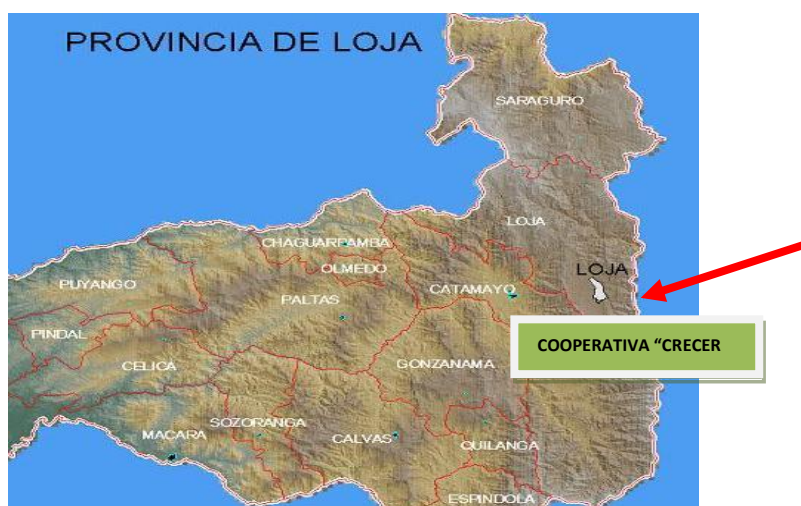 PROVINCIA DE LOJA
SARAGURO
LOJA
CHAGUARPAMBA
OLMEDO
LOJA
PUYANGO
CATAMAYO
PALTAS
PINDAL
COOPERATIVA “CRECER
CELICA
GONZANAMA
SOZORANGA
MACARA
CALVAS
QUILANGA
ESPINDOLA